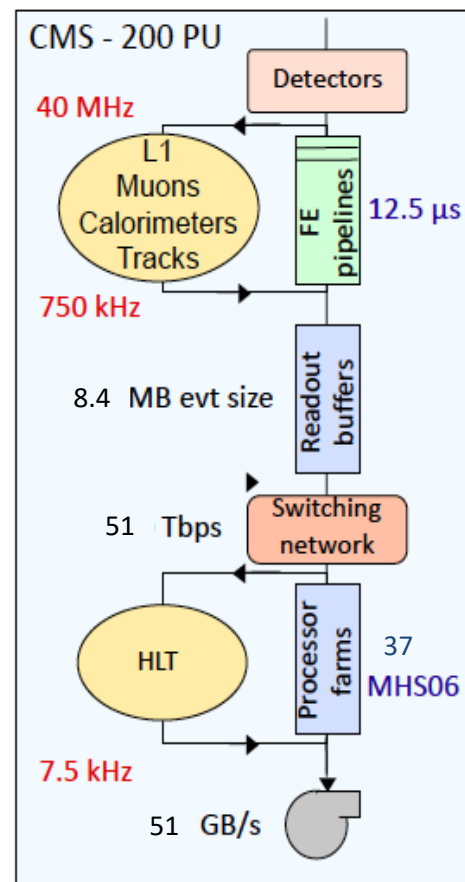 CMS - 200 PU
Detectors
40 MHz
L1
Muons
Calorimeters
Tracks
FE
pipelines
12.5 µs
750 kHz
8.4 MB evt size
Readout
buffers
51 Tbps
Switching
network
HLT
Processor
farms
37
MHS06
7.5 kHz
51 GB/s